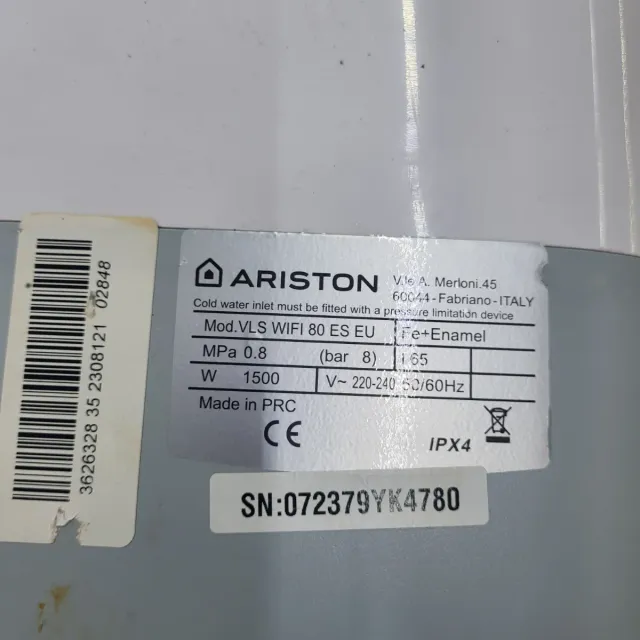 3626328 35 2308121 02848
ARISTON
V.le A. Merloni.45
60044 - Fabriano - ITALY
Cold water inlet must be fitted with a pressure limitation device
Mod.VLS WIFI 80 ES EU Fe+Enamel
MPa 0.8 (bar 8) l 65
W 1500 V~ 220-240 50/60Hz
Made in PRC
CE IPX4
SN:072379YK4780